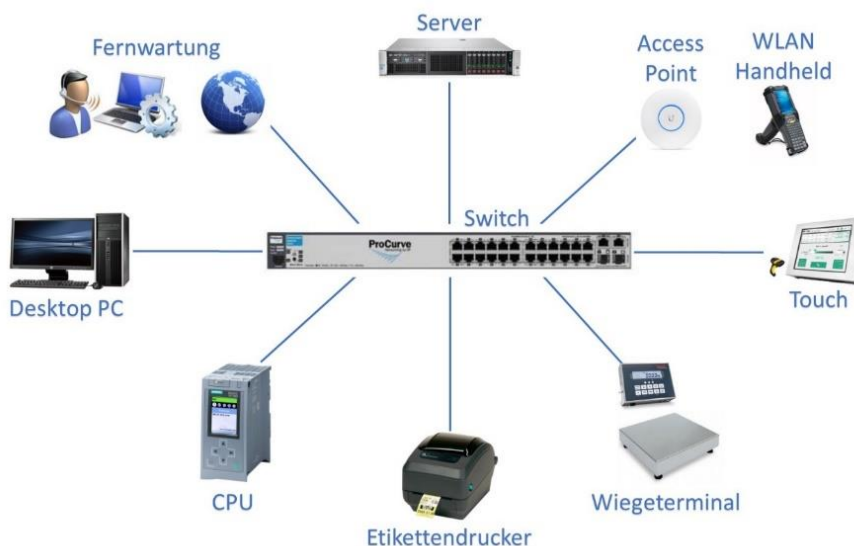 Server
Fernwartung
Access
Point
WLAN
Handheld
Switch
ProCurve
Desktop PC
Touch
CPU
Wiegeterminal
Etikettendrucker